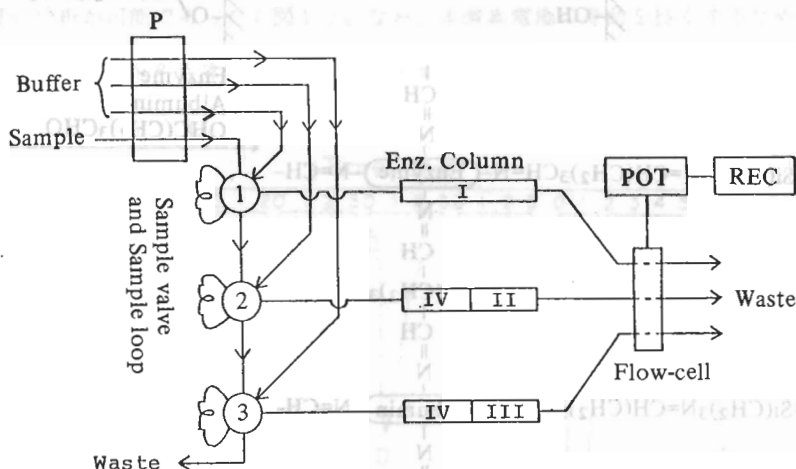 P
Buffer
Sample
Enz. Column
1
I
POT
REC
Sample valve
and Sample loop
2
IV
II
Waste
Flow-cell
3
IV
III
Waste